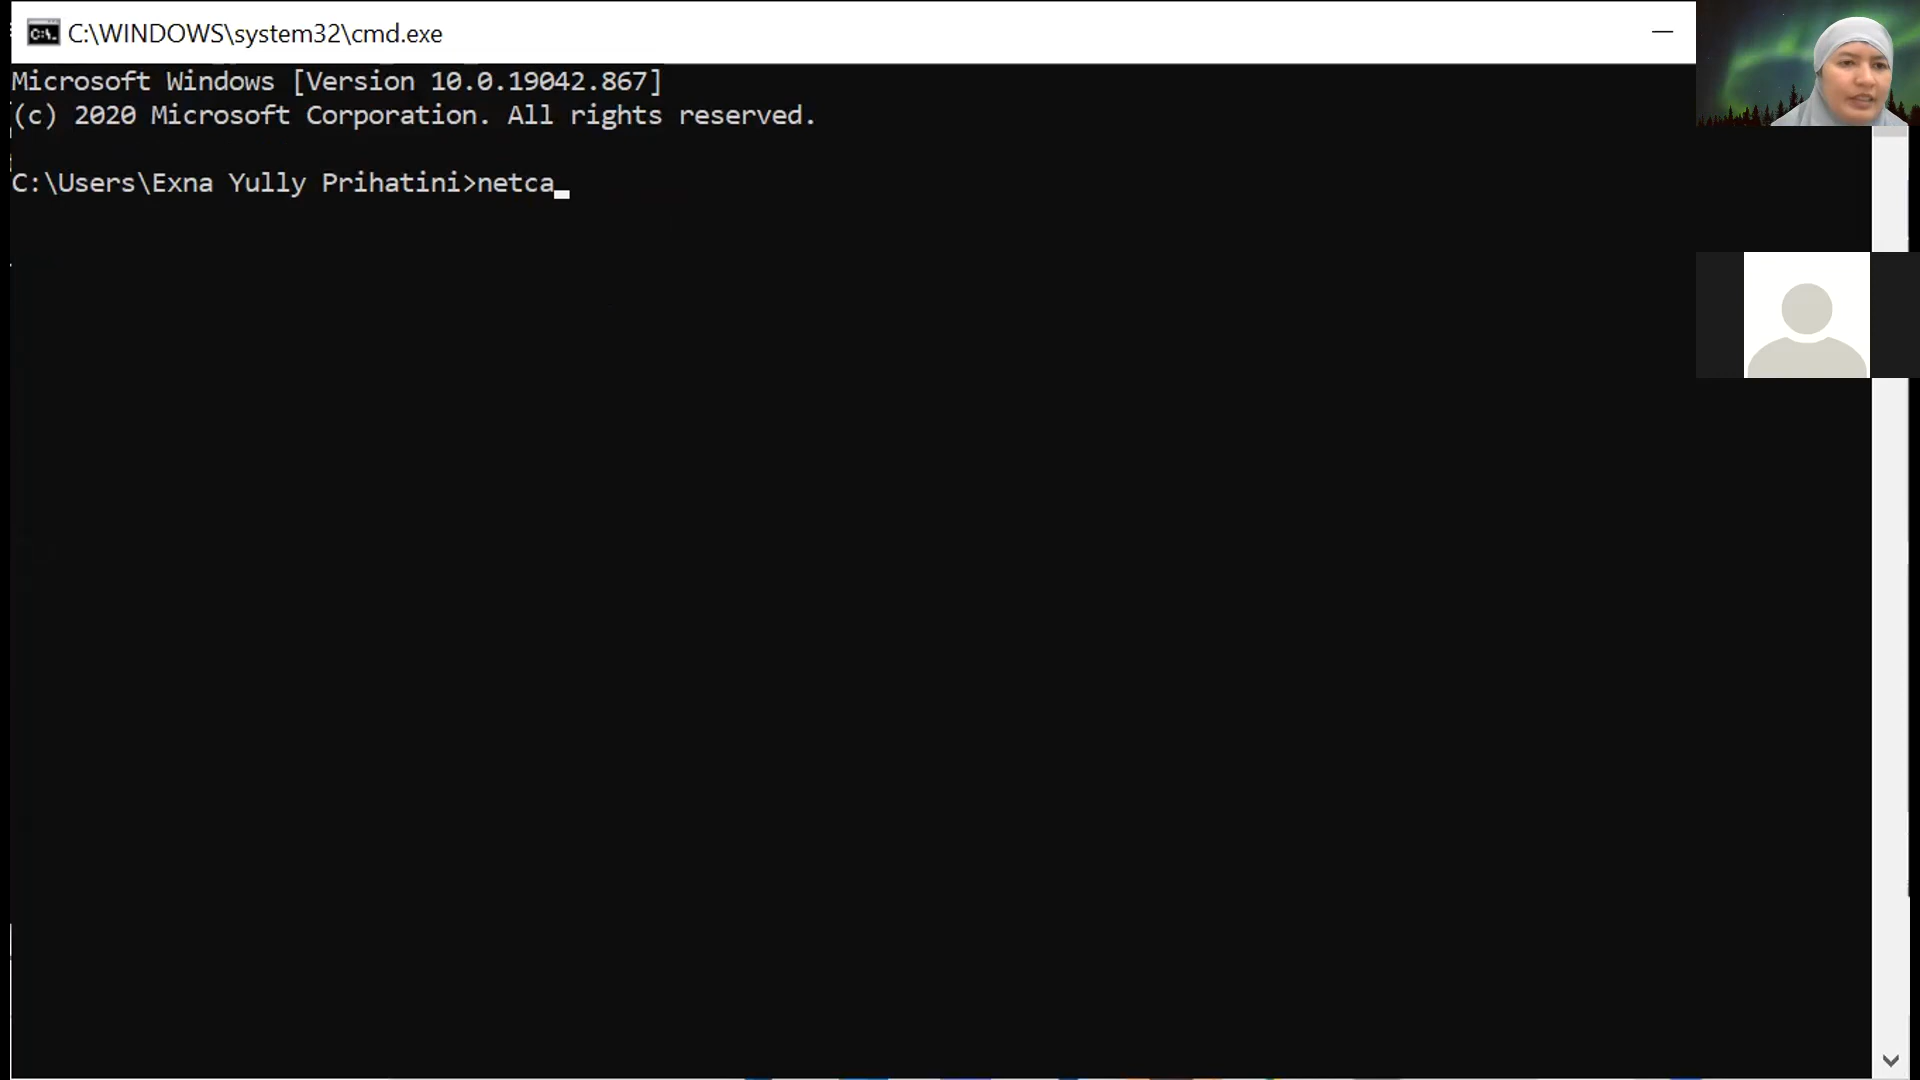 C:\WINDOWS\system32\cmd.exe
Microsoft Windows [Version 10.0.19042.867]
(c) 2020 Microsoft Corporation. All rights reserved.
C:\Users\Exna Yully Prihatini>netca